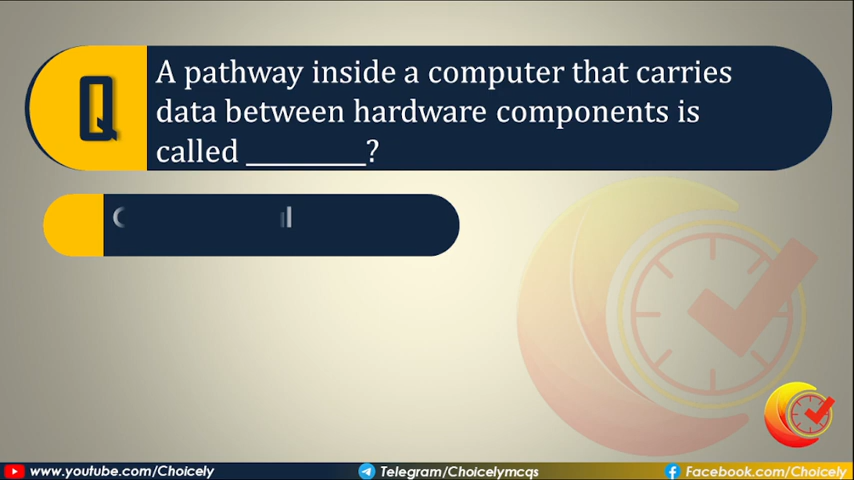 Q
A pathway inside a computer that carries
data between hardware components is
called __________?
www.youtube.com/Choicely
Telegram/Choicelymcqs
Facebook.com/Choicely